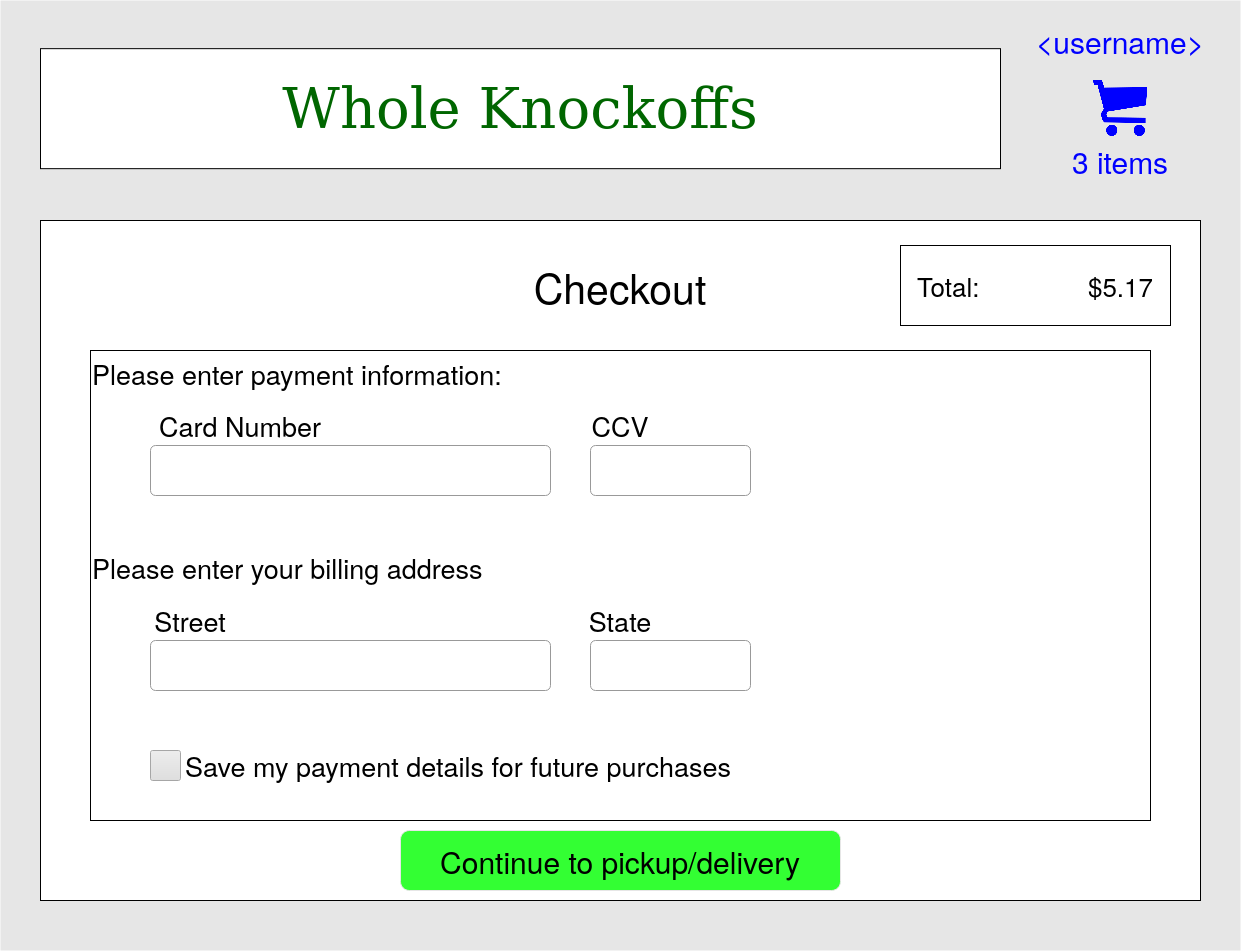 <username>
Whole Knockoffs
3 items
Checkout
Total: $5.17
Please enter payment information:
Card Number CCV
Please enter your billing address
Street State
Save my payment details for future purchases
Continue to pickup/delivery